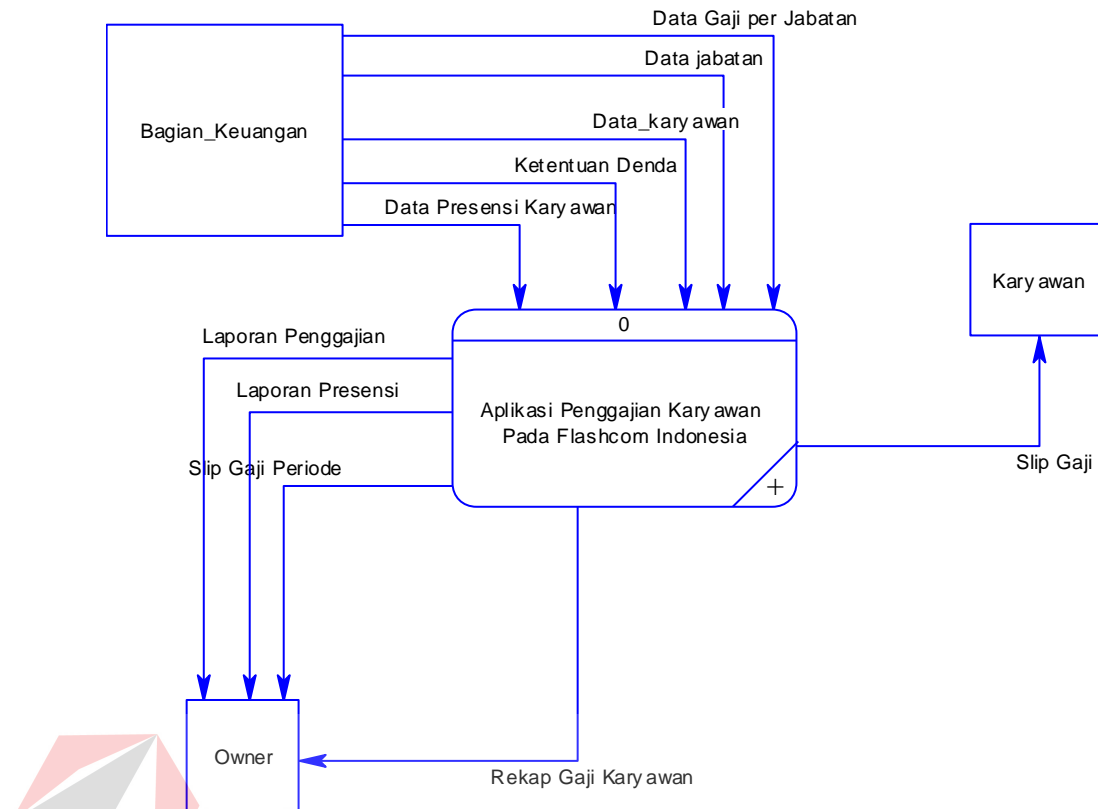 Data Gaji per Jabatan
Data jabatan
Bagian_Keuangan
Data_karyawan
Ketentuan Denda
Data Presensi Karyawan
Karyawan
0
Laporan Penggajian
Laporan Presensi
Aplikasi Penggajian Karyawan
Pada Flashcom Indonesia
Slip Gaji Periode
Slip Gaji
+
Owner
Rekap Gaji Karyawan